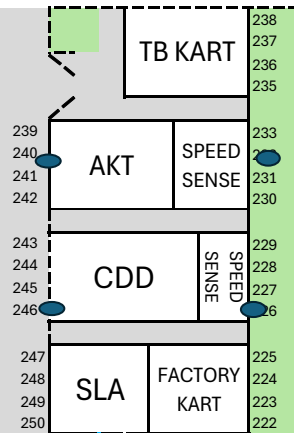 238
237
TB KART
236
235
239
233
240
AKT
SPEED
SENSE
241
231
242
230
243
229
244
228
CDD
SPEED
SENSE
245
227
246
247
225
248
224
SLA
FACTORY
KART
249
223
250
222